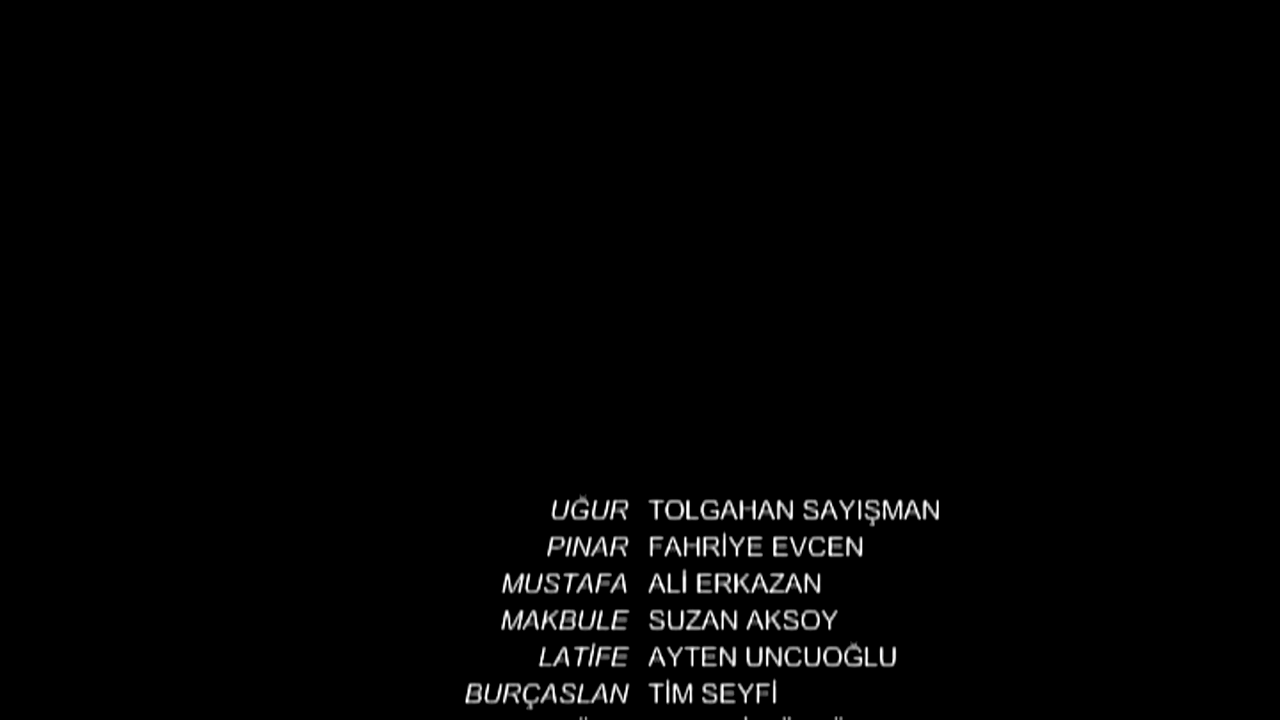 UĞUR TOLGAHAN SAYIŞMAN
PINAR FAHRİYE EVCEN
MUSTAFA ALİ ERKAZAN
MAKBULE SUZAN AKSOY
LATİFE AYTEN UNCUOĞLU
BURÇASLAN TİM SEYFİ